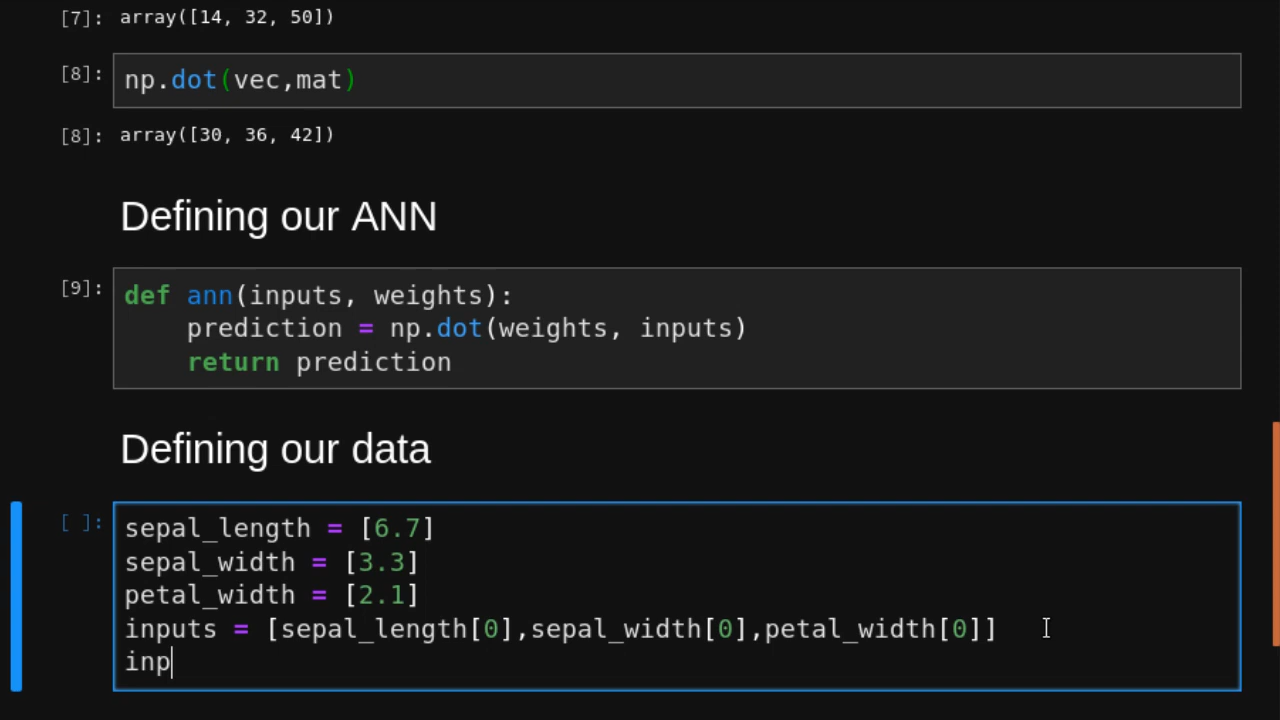 [7]: array([14, 32, 50])
[8]: np.dot(vec,mat)
[8]: array([30, 36, 42])
Defining our ANN
[9]: def ann(inputs, weights):
prediction = np.dot(weights, inputs)
return prediction
Defining our data
[ ]: sepal_length = [6.7]
sepal_width = [3.3]
petal_width = [2.1]
inputs = [sepal_length[0],sepal_width[0],petal_width[0]]
inp